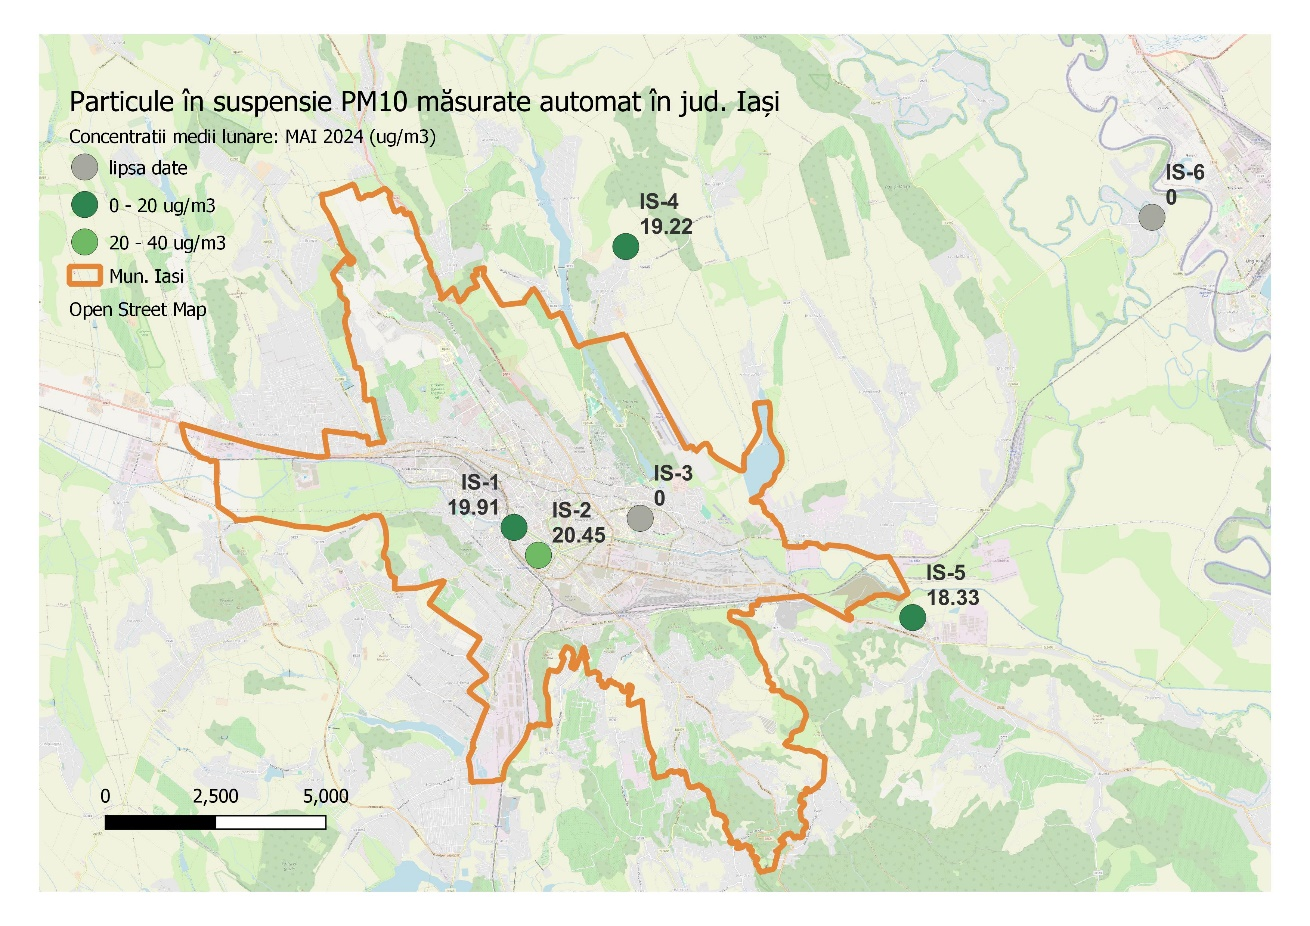 Particule în suspensie PM10 măsurate automat în jud. Iași
Concentratii medii lunare: MAI 2024 (ug/m3)
lipsa date
0 - 20 ug/m3
20 - 40 ug/m3
Mun. Iasi
Open Street Map
IS-6
0
IS-4
19.22
IS-3
0
IS-1
19.91
IS-2
20.45
IS-5
18.33
0 2,500 5,000